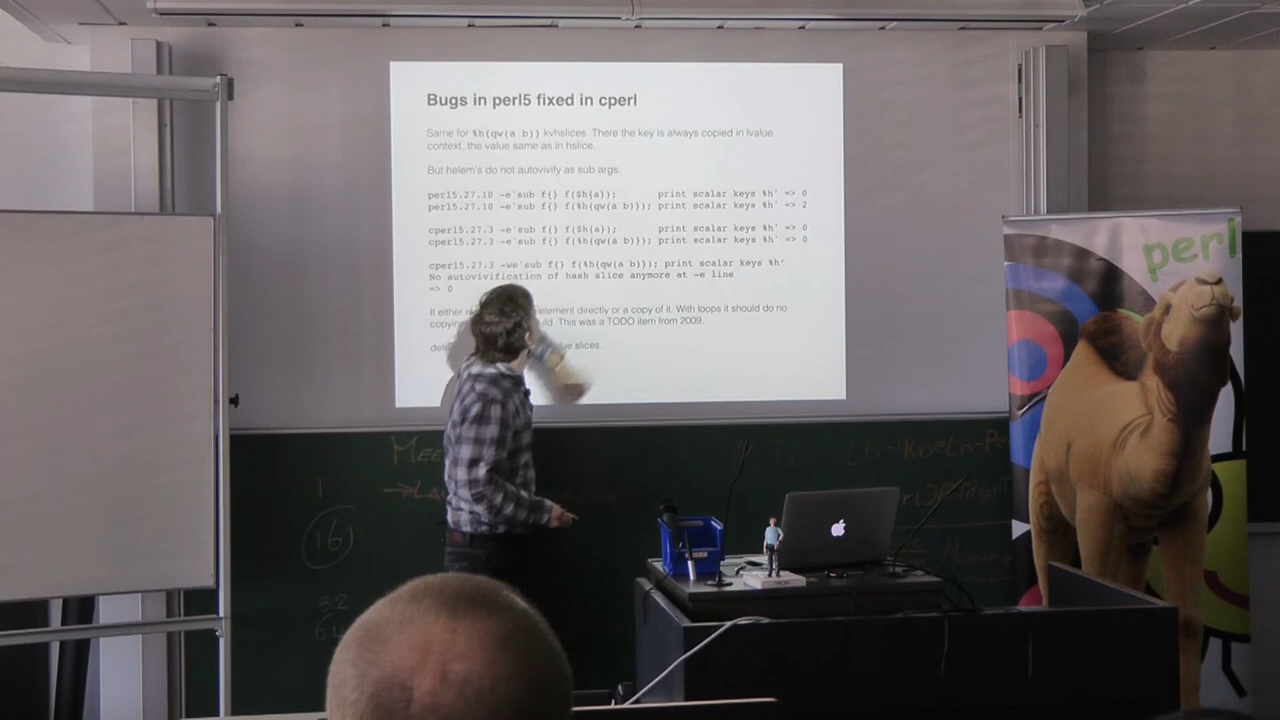 Bugs in perl5 fixed in cperl
Same for %h{qw(a b)} kvhslices. There the key is always copied in lvalue
context, the value same as in hslice.
But helem's do not autovivify as sub args.
perl5.27.10 -e'sub f{} f($h{a}); print scalar keys %h' => 0
perl5.27.10 -e'sub f{} f(%h{qw(a b)}); print scalar keys %h' => 2
cperl5.27.3 -e'sub f{} f($h{a}); print scalar keys %h' => 0
cperl5.27.3 -e'sub f{} f(%h{qw(a b)}); print scalar keys %h' => 0
cperl5.27.3 -we'sub f{} f(%h{qw(a b)}); print scalar keys %h'
No autovivification of hash slice anymore at -e line
=> 0
It either element directly or a copy of it. With loops it should do no
This was a TODO item from 2009.
slices.
perl
1
16
32